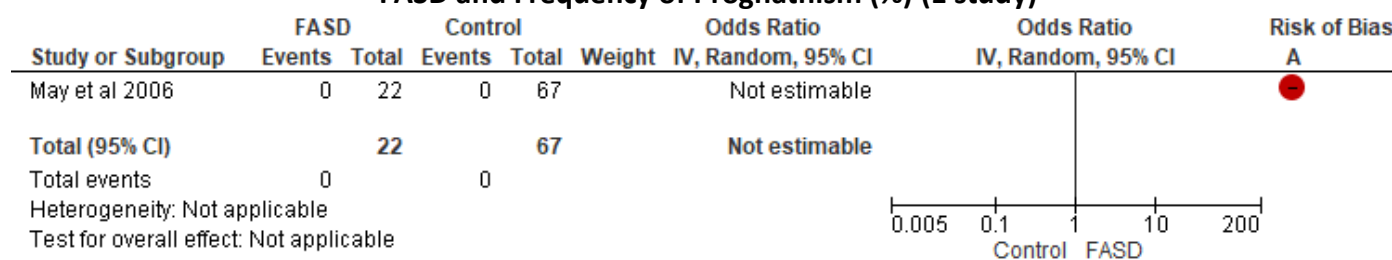 FASD and Frequency of Prognathism (%) (1 study)
FASD Control Odds Ratio Odds Ratio Risk of Bias
Study or Subgroup Events Total Events Total Weight IV, Random, 95% CI IV, Random, 95% CI A
May et al 2006 0 22 0 67 Not estimable -
Total (95% CI) 22 67 Not estimable
Total events 0 0
Heterogeneity: Not applicable
Test for overall effect: Not applicable
0.005 0.1 1 10 200
Control FASD